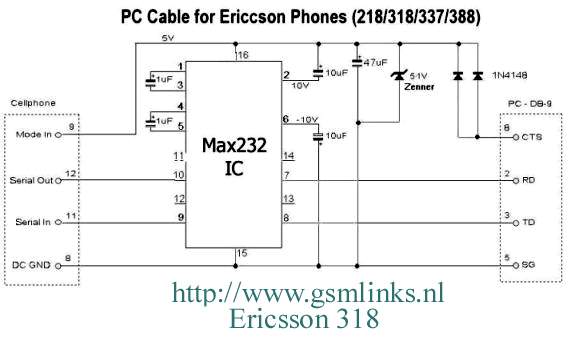 PC Cable for Ericcson Phones (218/318/337/388)
5V
16
1
1uF
3
2
10uF
10V
47uF
51V
Zenner
1N4148
Cellphone
4
1uF
5
6
-10V
10uF
PC - DB-9
Mode In
9
Max232
IC
8
CTS
11
14
Serial Out
12
10
7
2
RD
12
13
Serial In
11
9
8
3
TD
DC GND
8
15
5
SG
http://www.gsmlinks.nl
Ericsson 318